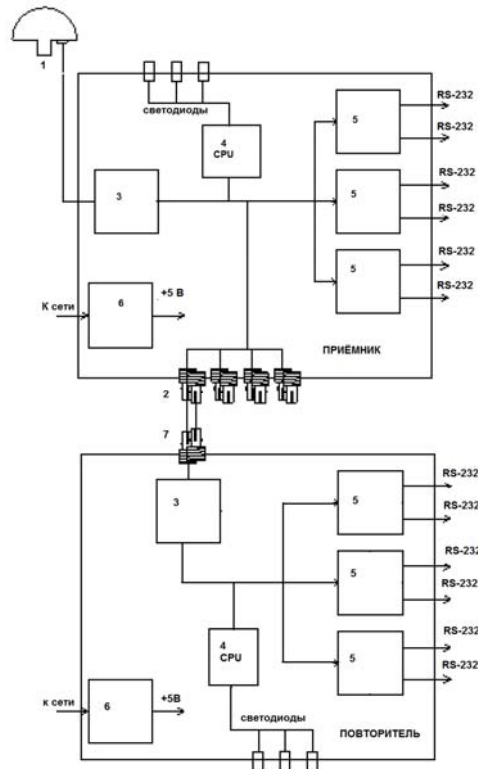 1
светодиоды
4
CPU
3
5
RS-232
RS-232
5
RS-232
RS-232
5
RS-232
RS-232
К сети
6
+5 В
ПРИЁМНИК
2
7
3
5
RS-232
RS-232
5
RS-232
RS-232
4
CPU
5
RS-232
RS-232
к сети
6
+5В
светодиоды
ПОВТОРИТЕЛЬ